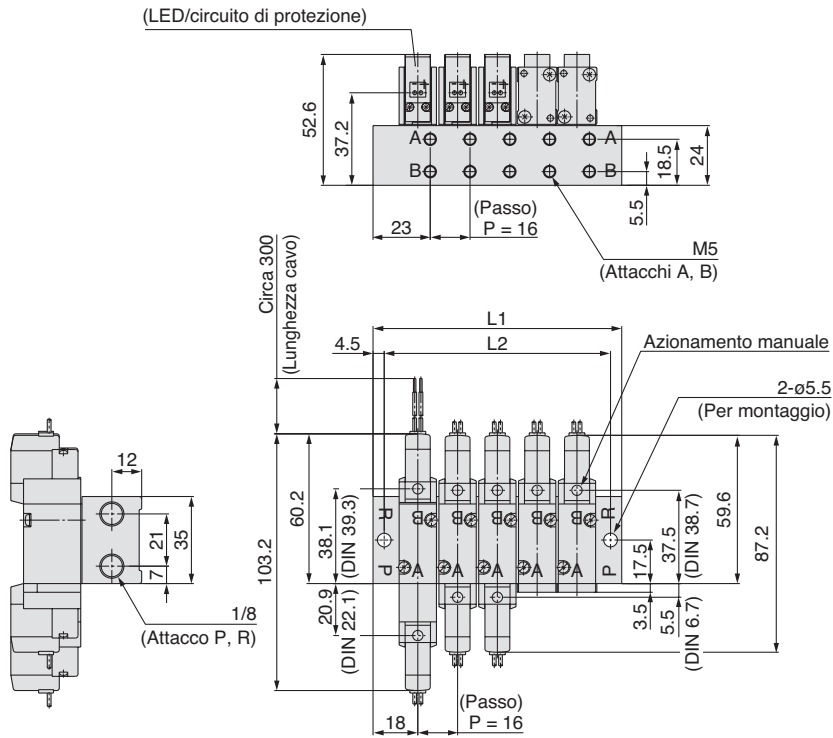 (LED/circuito di protezione)
52.6
37.2
A
A
B
B
18.5
24
5.5
23
(Passo)
P = 16
M5
(Attacchi A, B)
Circa 300
(Lunghezza cavo)
L1
4.5
L2
Azionamento manuale
2-ø5.5
(Per montaggio)
12
21
35
7
1/8
(Attacco P, R)
103.2
60.2
38.1
(DIN 39.3)
20.9
(DIN 22.1)
R
B
B
B
B
R
P
A
A
A
A
A
P
17.5
37.5
(DIN 38.7)
59.6
87.2
3.5
5.5
(DIN 6.7)
18
(Passo)
P = 16